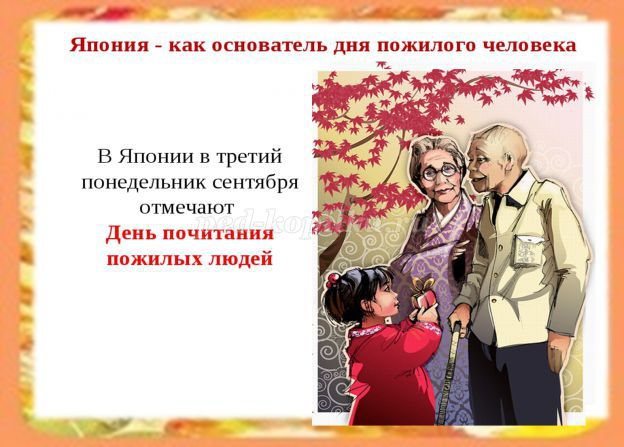 Япония - как основатель дня пожилого человека
В Японии в третий
понедельник сентября
отмечают
День почитания
пожилых людей